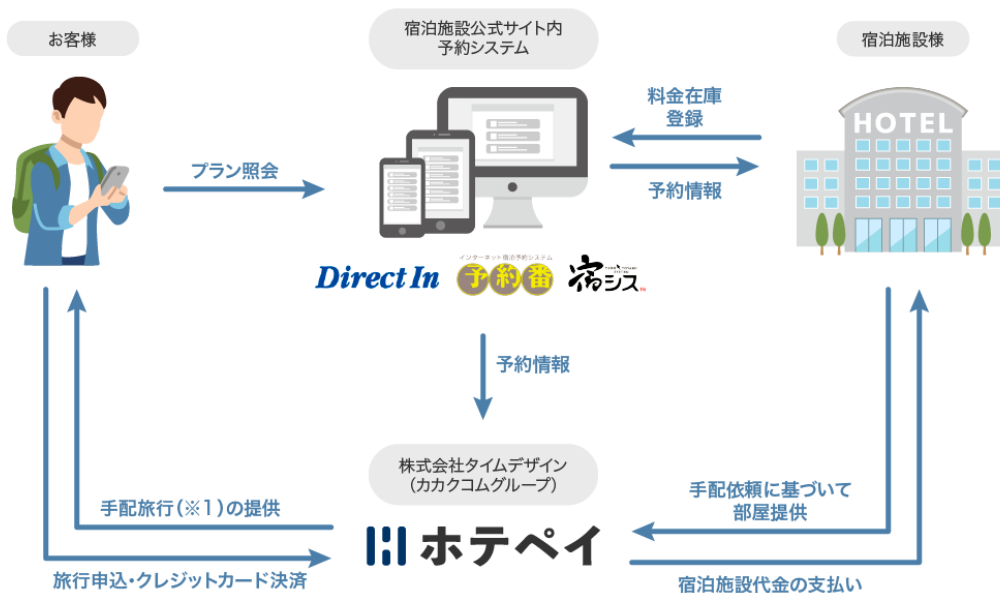 お客様
宿泊施設公式サイト内
予約システム
宿泊施設様
料金在庫
登録
HOTEL
プラン照会
予約情報
インターネット宿泊予約システム
Direct In
予約番
宿シス
予約情報
株式会社タイムデザイン
（カカクコムグループ）
手配旅行（※１）の提供
手配依頼に基づいて
部屋提供
ホテペイ
旅行申込・クレジットカード決済
宿泊施設代金の支払い